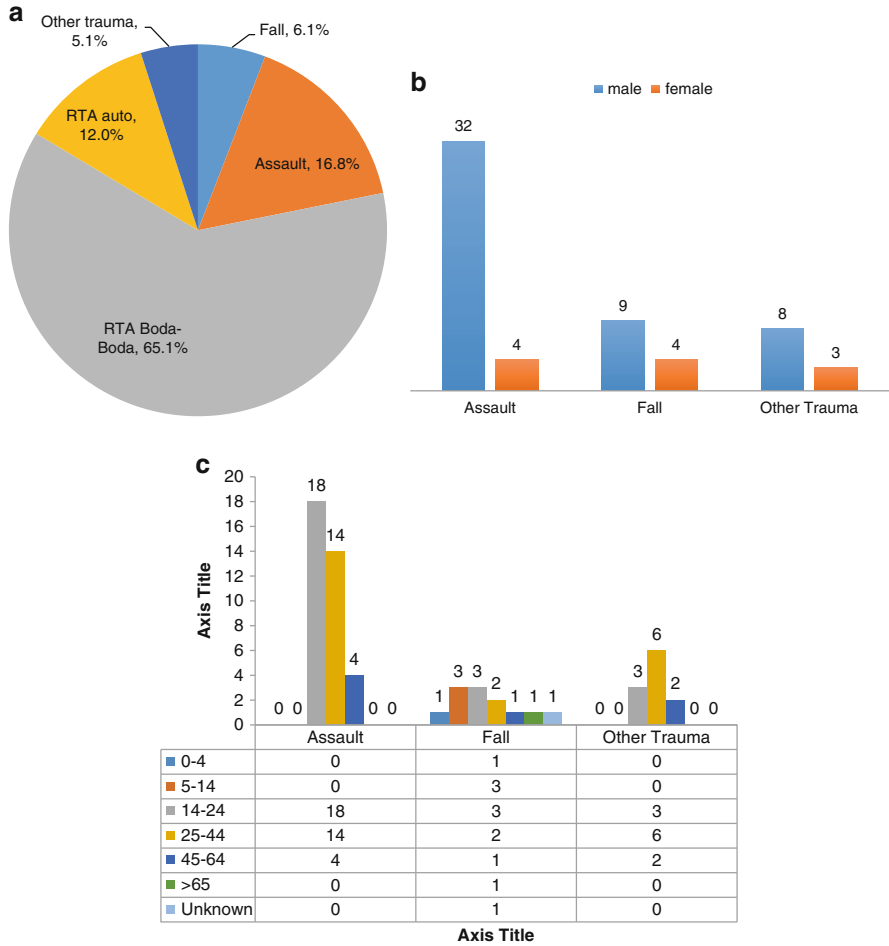 a
Other trauma,
5.1%
Fall, 6.1%
RTA auto,
12.0%
Assault, 16.8%
RTA Boda-
Boda, 65.1%
b
male female
32
4
9
4
8
3
Assault Fall Other Trauma
c
Axis Title
20
18
16
14
12
10
8
6
4
2
0
0 0 18 14 4 0 0
1 3 3 2 1 1 1
0 0 3 6 2 0 0
Assault Fall Other Trauma
0-4 0 1 0
5-14 0 3 0
14-24 18 3 3
25-44 14 2 6
45-64 4 1 2
>65 0 1 0
Unknown 0 1 0
Axis Title